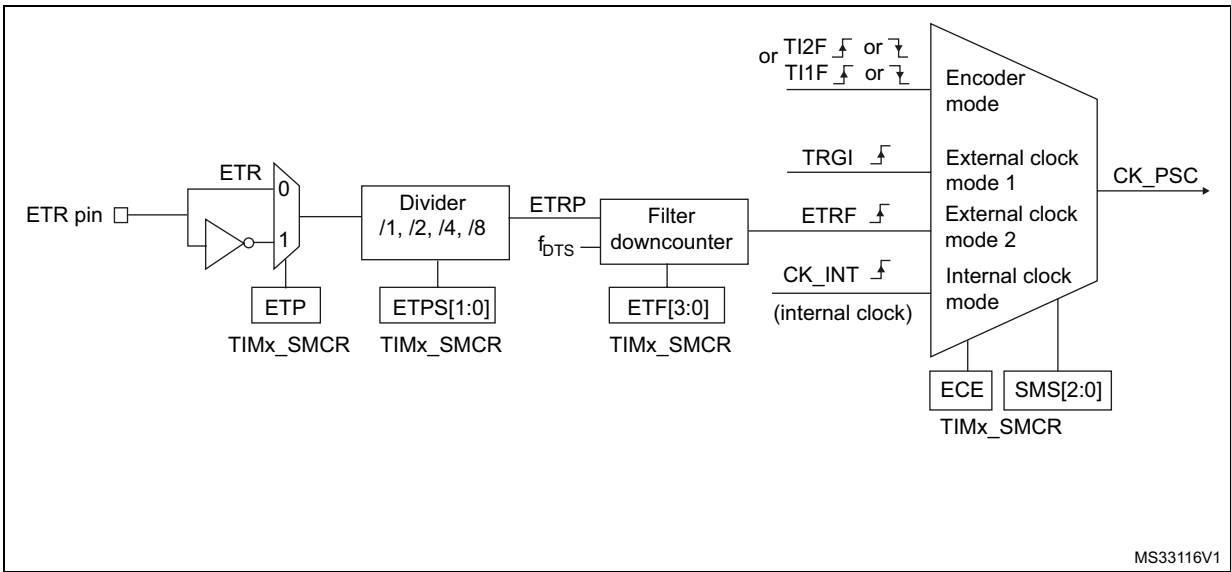 or TI2F or
TI1F or
Encoder
mode
TRGI
External clock
mode 1
CK_PSC
ETR
0
ETR pin
1
Divider
/1, /2, /4, /8
ETRP
f_DTS
Filter
downcounter
ETRF
External clock
mode 2
CK_INT
(internal clock)
Internal clock
mode
ETP
TIMx_SMCR
ETPS[1:0]
TIMx_SMCR
ETF[3:0]
TIMx_SMCR
ECE
SMS[2:0]
TIMx_SMCR
MS33116V1